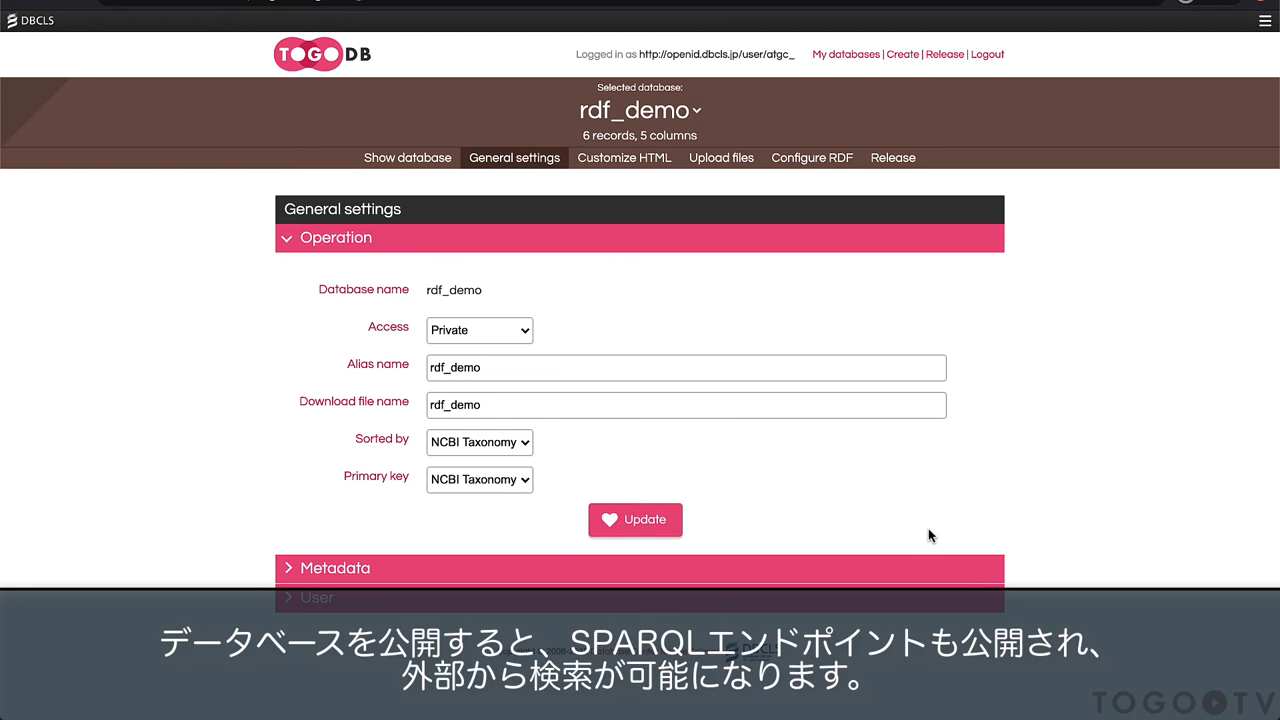 DBCLS
TOGODB
Logged in as http://openid.dbcls.jp/user/atgc_
My databases | Create | Release | Logout
Selected database:
rdf_demo
6 records, 5 columns
Show database General settings Customize HTML Upload files Configure RDF Release
General settings
Operation
Database name rdf_demo
Access Private
Alias name rdf_demo
Download file name rdf_demo
Sorted by NCBI Taxonomy
Primary key NCBI Taxonomy
Update
Metadata
User
データベースを公開すると、SPARQLエンドポイントも公開され、
外部から検索が可能になります。
TOGO TV